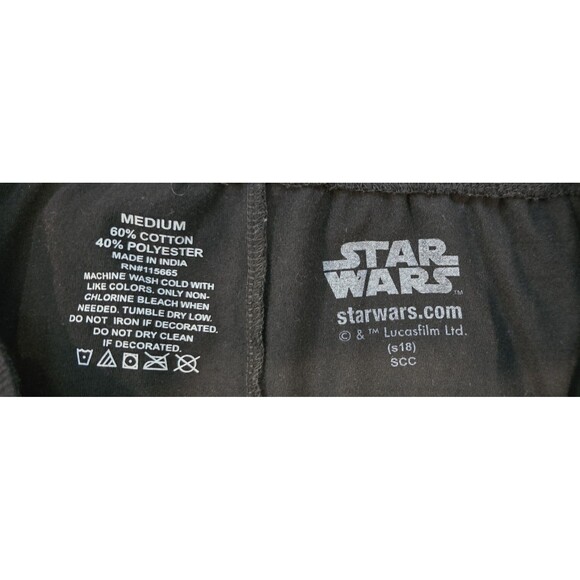 MEDIUM
60% COTTON
40% POLYESTER
MADE IN INDIA
RN#115665
MACHINE WASH COLD WITH
LIKE COLORS. ONLY NON-
CHLORINE BLEACH WHEN
NEEDED. TUMBLE DRY LOW.
DO NOT IRON IF DECORATED.
DO NOT DRY CLEAN
IF DECORATED.
STAR
WARS™
starwars.com
© & ™ Lucasfilm Ltd.
(s18)
SCC